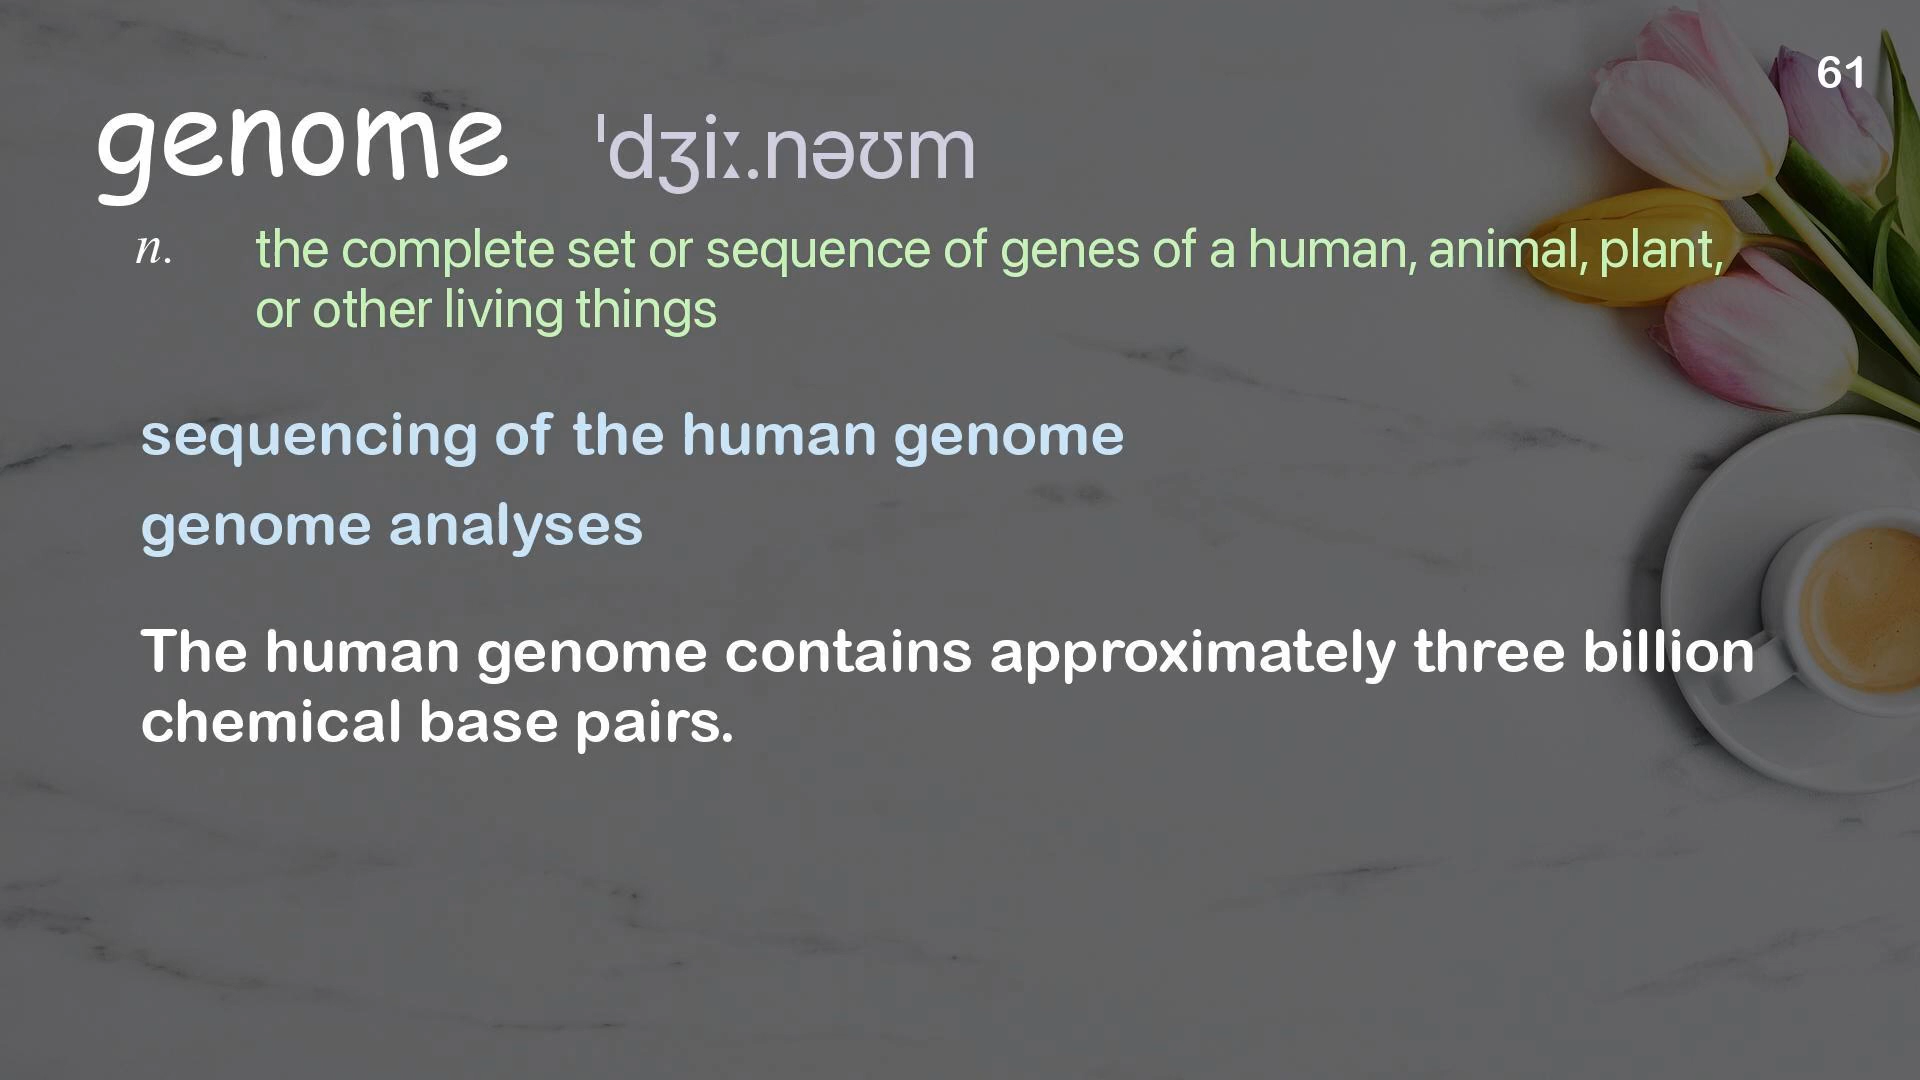 61
genome ˈdʒiː.nəʊm
n. the complete set or sequence of genes of a human, animal, plant,
or other living things
sequencing of the human genome
genome analyses
The human genome contains approximately three billion
chemical base pairs.